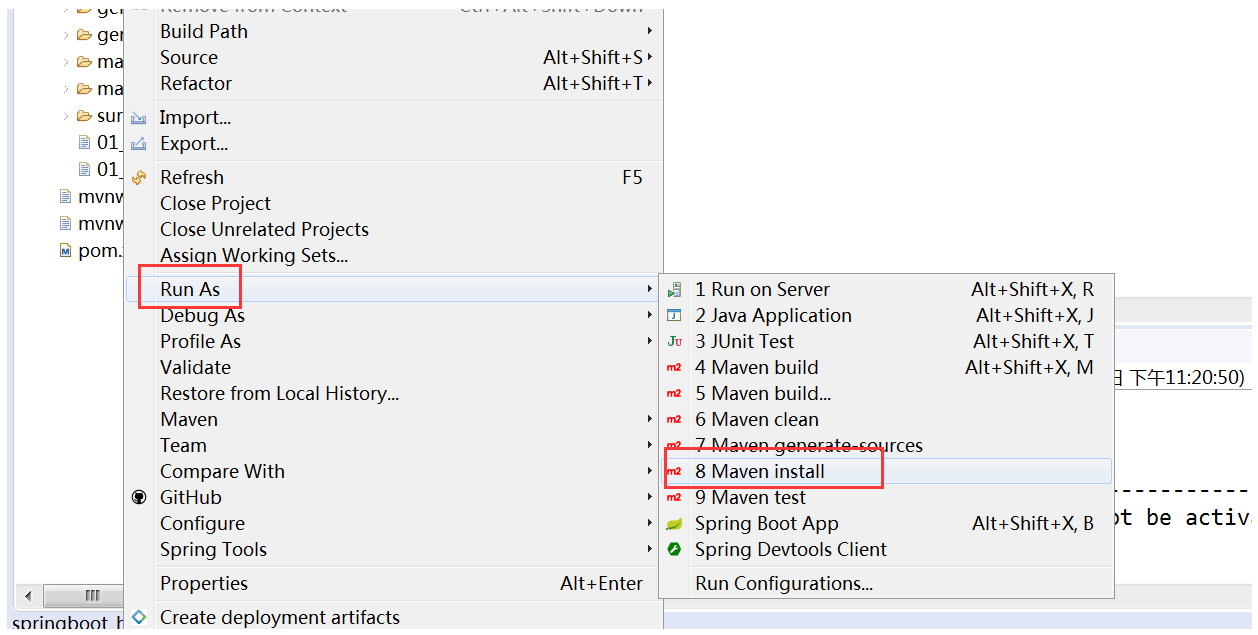 Remove from Context Ctrl+Alt+Shift+Down
Build Path
Source Alt+Shift+S
Refactor Alt+Shift+T
Import...
Export...
Refresh F5
Close Project
Close Unrelated Projects
Assign Working Sets...
Run As
Debug As
Profile As
Validate
Restore from Local History...
Maven
Team
Compare With
GitHub
Configure
Spring Tools
Properties Alt+Enter
Create deployment artifacts
ger
ma
ma
sur
01_
01_
mvnw
mvnw
pom.
springboot
1 Run on Server Alt+Shift+X, R
2 Java Application Alt+Shift+X, J
3 JUnit Test Alt+Shift+X, T
4 Maven build Alt+Shift+X, M
5 Maven build...
6 Maven clean
7 Maven generate-sources
8 Maven install
9 Maven test
Spring Boot App Alt+Shift+X, B
Spring Devtools Client
Run Configurations...
日 下午11:20:50)
-----------
ot be activ